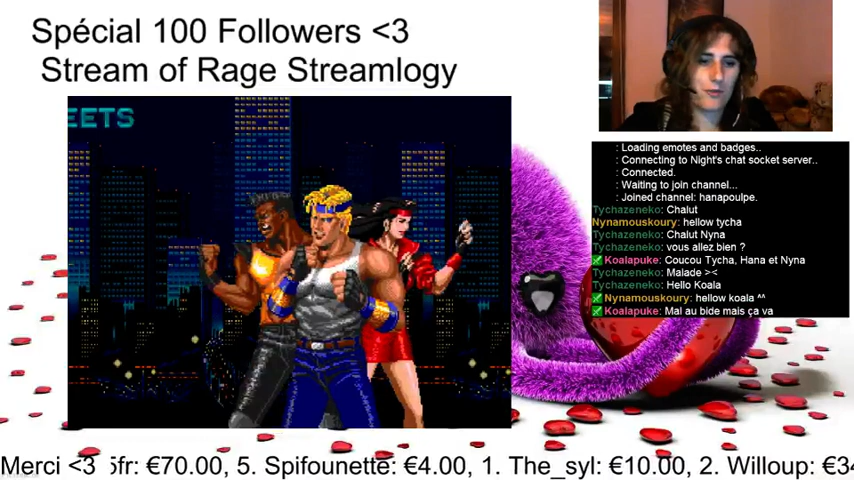 Spécial 100 Followers <3
Stream of Rage Streamlogy
EETS
: Loading emotes and badges..
: Connecting to Night's chat socket server..
: Connected.
: Waiting to join channel...
: Joined channel: hanapoulpe.
Tychazeneko: Chalut
Nynamouskoury: hellow tycha
Tychazeneko: Chalut Nyna
Tychazeneko: vous allez bien ?
Koalapuke: Coucou Tycha, Hana et Nyna
Tychazeneko: Malade ><
Tychazeneko: Hello Koala
Nynamouskoury: hellow koala ^^
Koalapuke: Mal au bide mais ça va
Merci <3 5fr: €70.00, 5. Spifounette: €4.00, 1. The_syl: €10.00, 2. Willoup: €34